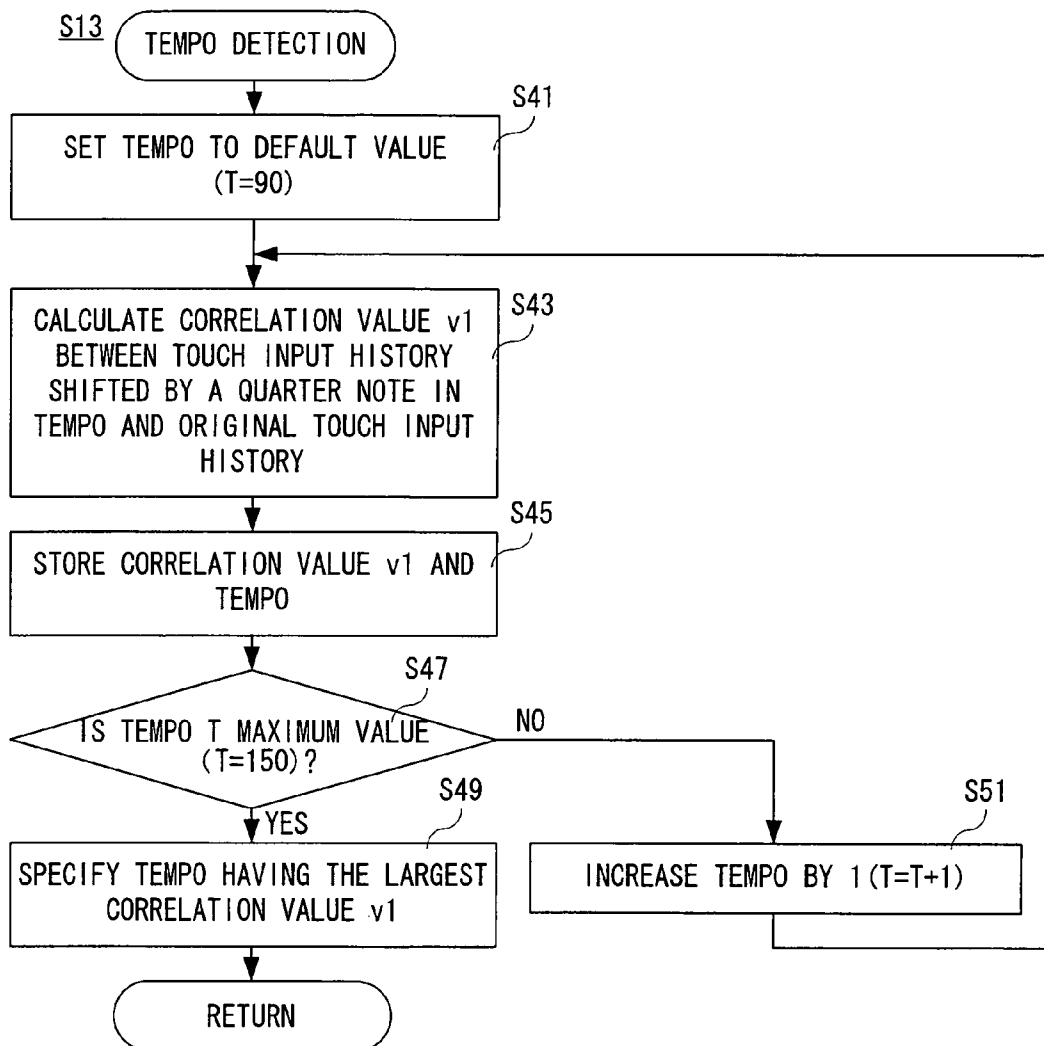 S13
TEMPO DETECTION
S41
SET TEMPO TO DEFAULT VALUE
(T=90)
S43
CALCULATE CORRELATION VALUE v1
BETWEEN TOUCH INPUT HISTORY
SHIFTED BY A QUARTER NOTE IN
TEMPO AND ORIGINAL TOUCH INPUT
HISTORY
S45
STORE CORRELATION VALUE v1 AND
TEMPO
S47
IS TEMPO T MAXIMUM VALUE
(T=150)?
NO
YES
S49
SPECIFY TEMPO HAVING THE LARGEST
CORRELATION VALUE v1
S51
INCREASE TEMPO BY 1(T=T+1)
RETURN